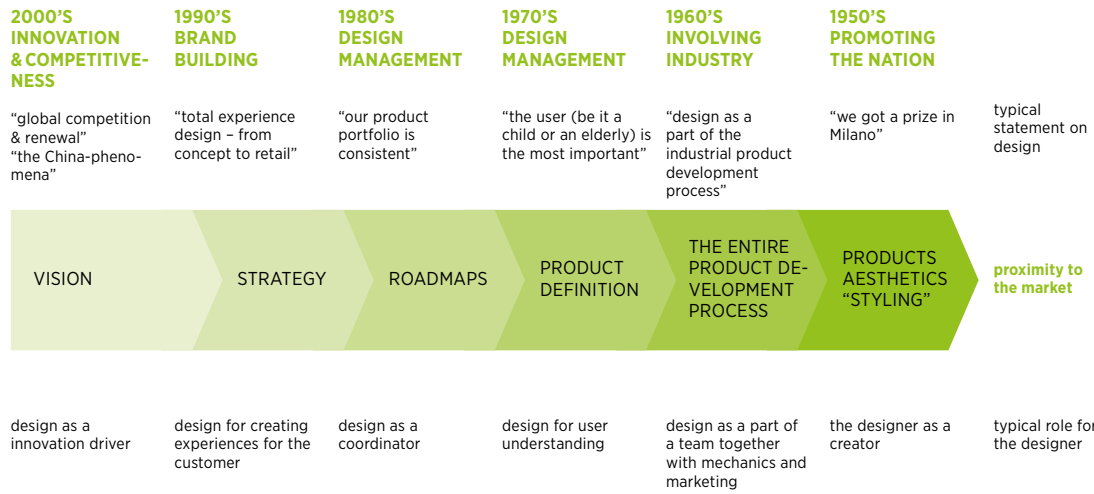 2000’S
INNOVATION
& COMPETITIVE-
NESS
1990’S
BRAND
BUILDING
1980’S
DESIGN
MANAGEMENT
1970’S
DESIGN
MANAGEMENT
1960’S
INVOLVING
INDUSTRY
1950’S
PROMOTING
THE NATION
“global competition
& renewal”
“the China-pheno-
mena”
“total experience
design – from
concept to retail”
“our product
portfolio is
consistent”
“the user (be it a
child or an elderly) is
the most important”
“design as a
part of the
industrial product
development
process”
“we got a prize in
Milano”
typical
statement on
design
VISION
STRATEGY
ROADMAPS
PRODUCT
DEFINITION
THE ENTIRE
PRODUCT DE-
VELOPMENT
PROCESS
PRODUCTS
AESTHETICS
“STYLING”
proximity to
the market
design as a
innovation driver
design for creating
experiences for the
customer
design as a
coordinator
design for user
understanding
design as a part of
a team together
with mechanics and
marketing
the designer as a
creator
typical role for
the designer